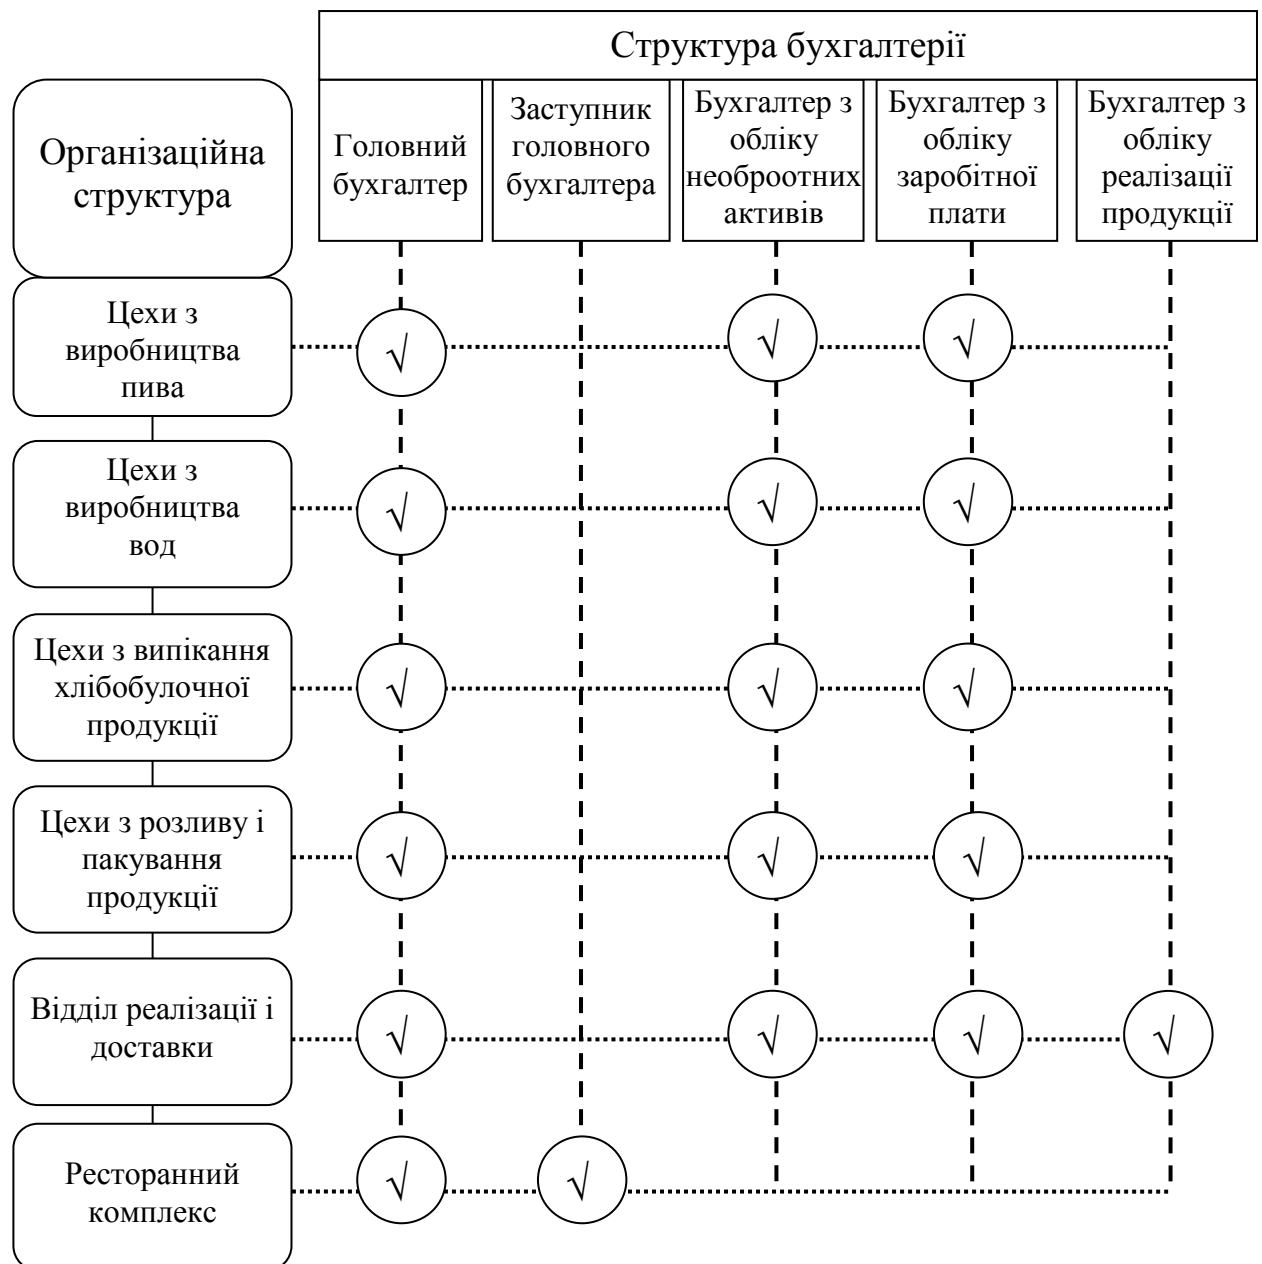 Структура бухгалтерії
Організаційна
структура
Головний
бухгалтер
Заступник
головного
бухгалтера
Бухгалтер з
обліку
необроотних
активів
Бухгалтер з
обліку
заробітної
плати
Бухгалтер з
обліку
реалізації
продукції
Цехи з
виробництва
пива
√ √ √
Цехи з
виробництва
вод
√ √ √
Цехи з випікання
хлібобулочної
продукції
√ √ √
Цехи з розливу і
пакування
продукції
√ √ √
Відділ реалізації і
доставки
√ √ √ √
Ресторанний
комплекс
√ √